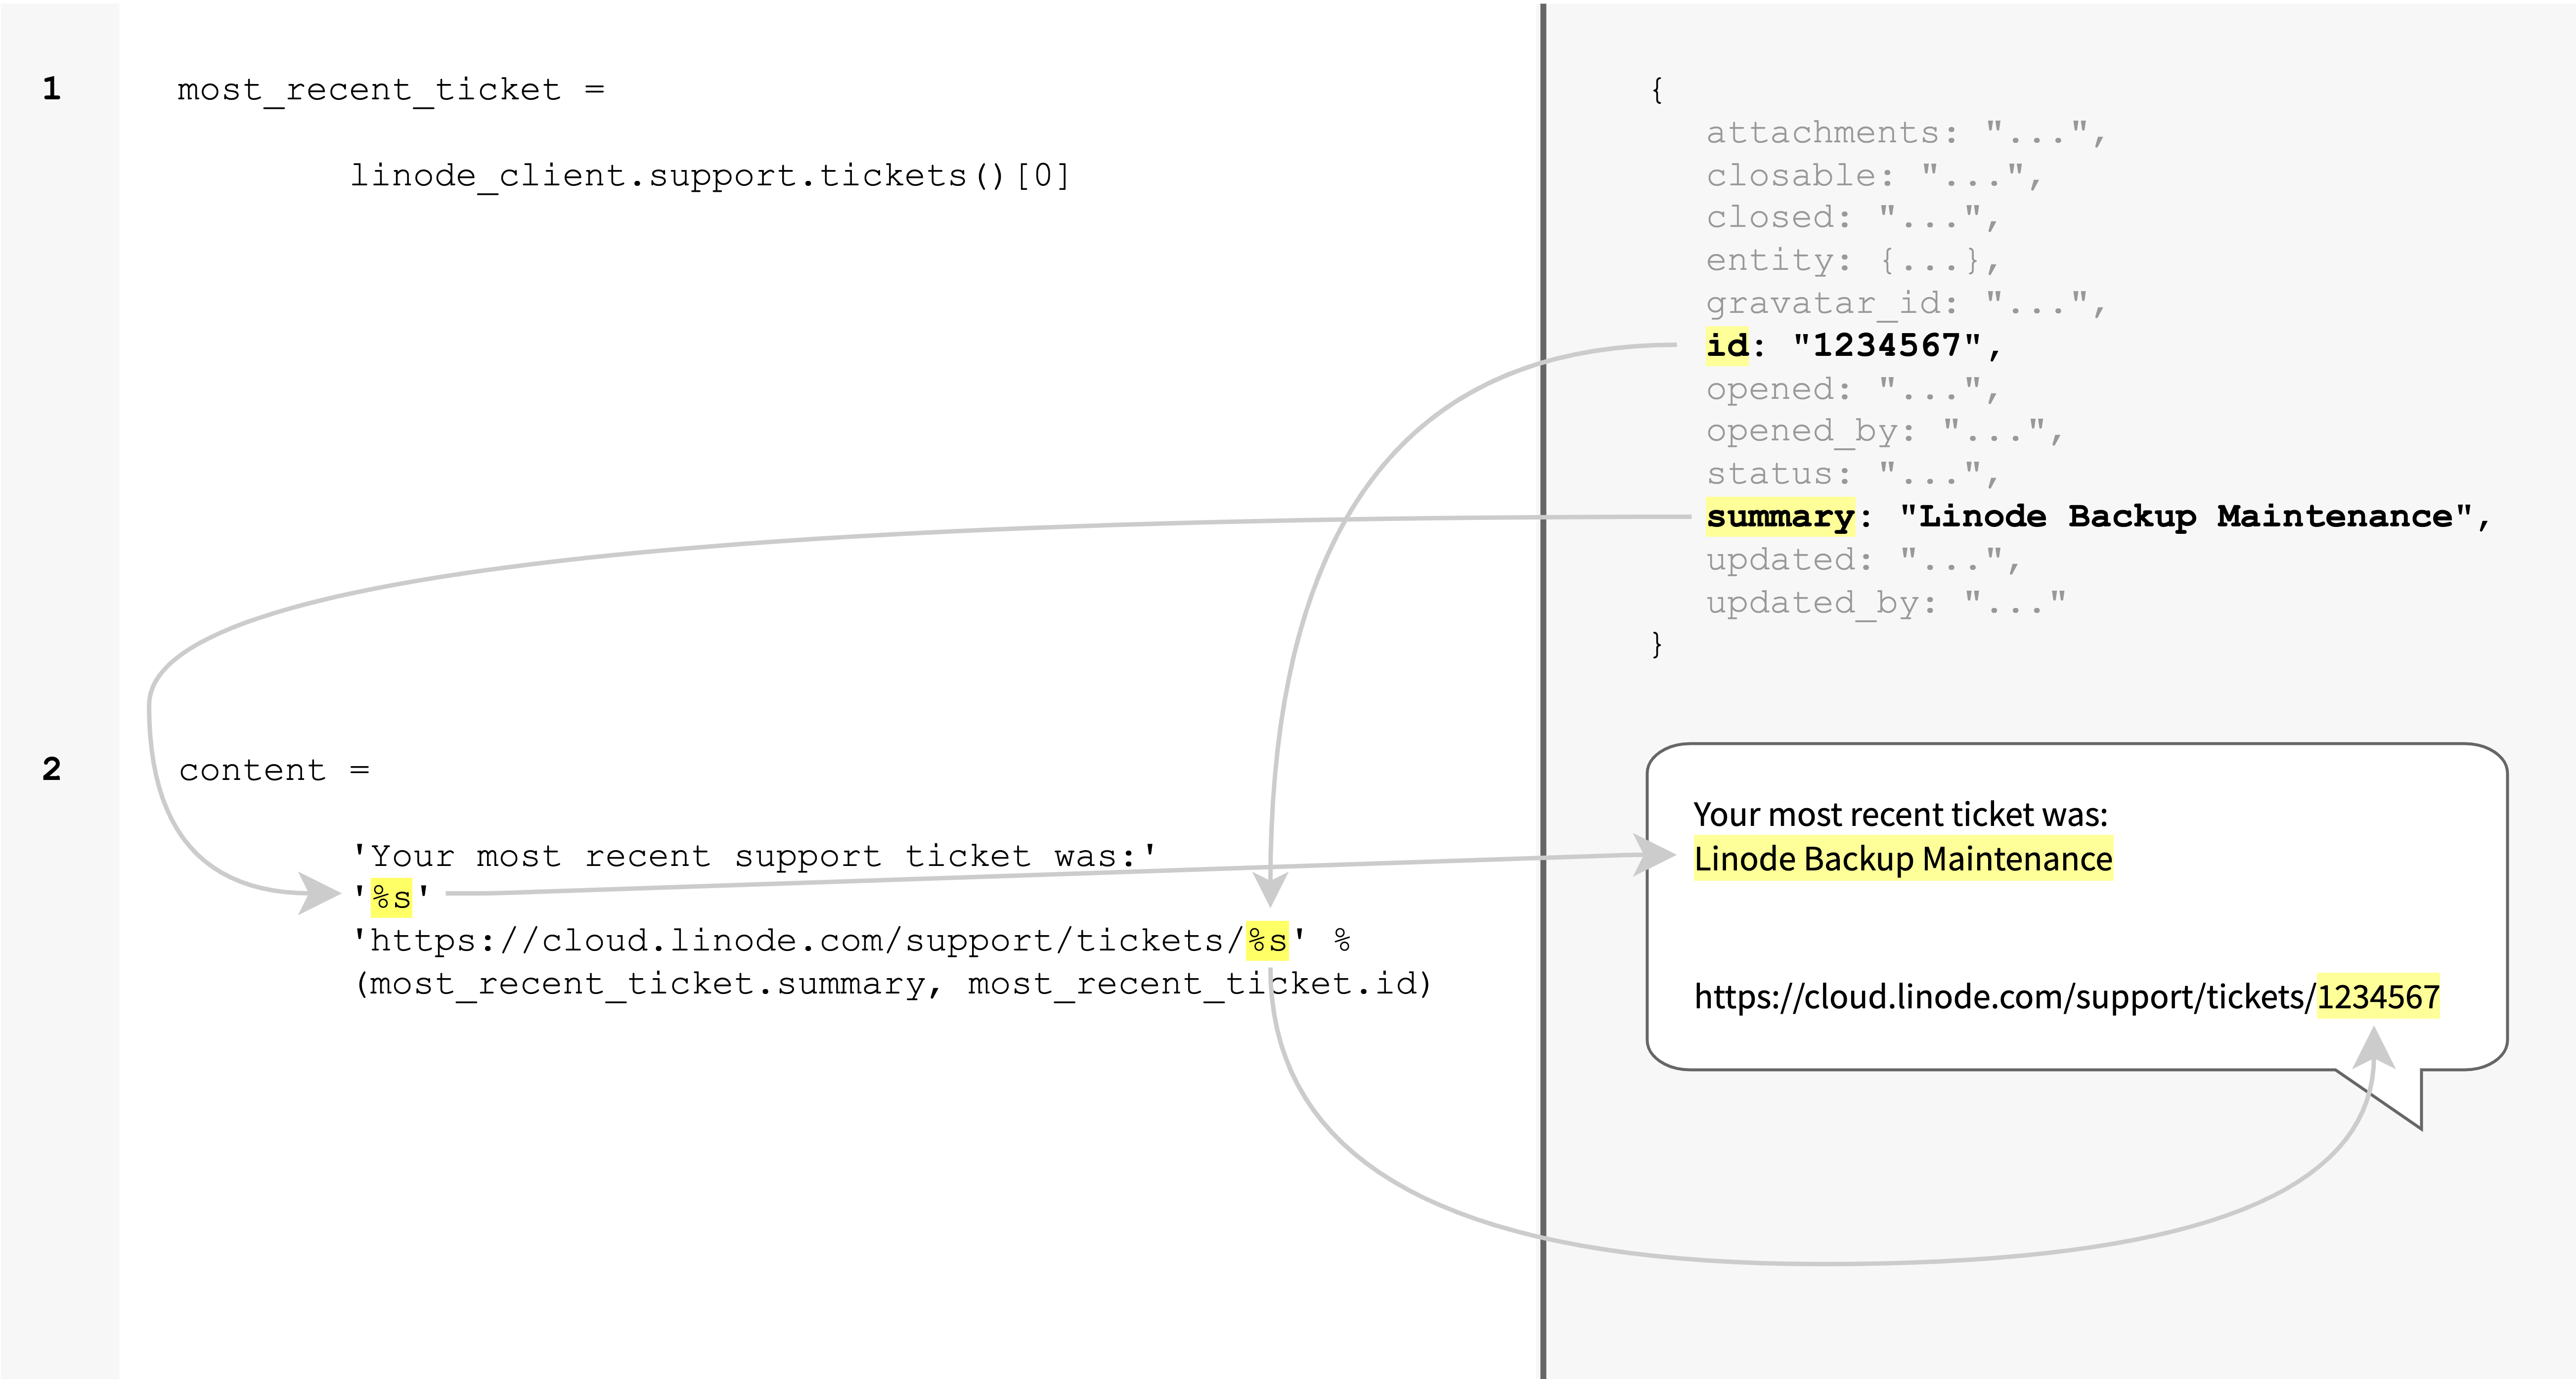 1
most_recent_ticket =
linode_client.support.tickets()[0]
{
attachments: "...",
closable: "...",
closed: "...",
entity: {...},
gravatar_id: "...",
id: "1234567",
opened: "...",
opened_by: "...",
status: "...",
summary: "Linode Backup Maintenance",
updated: "...",
updated_by: "..."
}
2
content =
'Your most recent support ticket was:'
'%s'
'https://cloud.linode.com/support/tickets/%s' %
(most_recent_ticket.summary, most_recent_ticket.id)
Your most recent ticket was:
Linode Backup Maintenance
https://cloud.linode.com/support/tickets/1234567